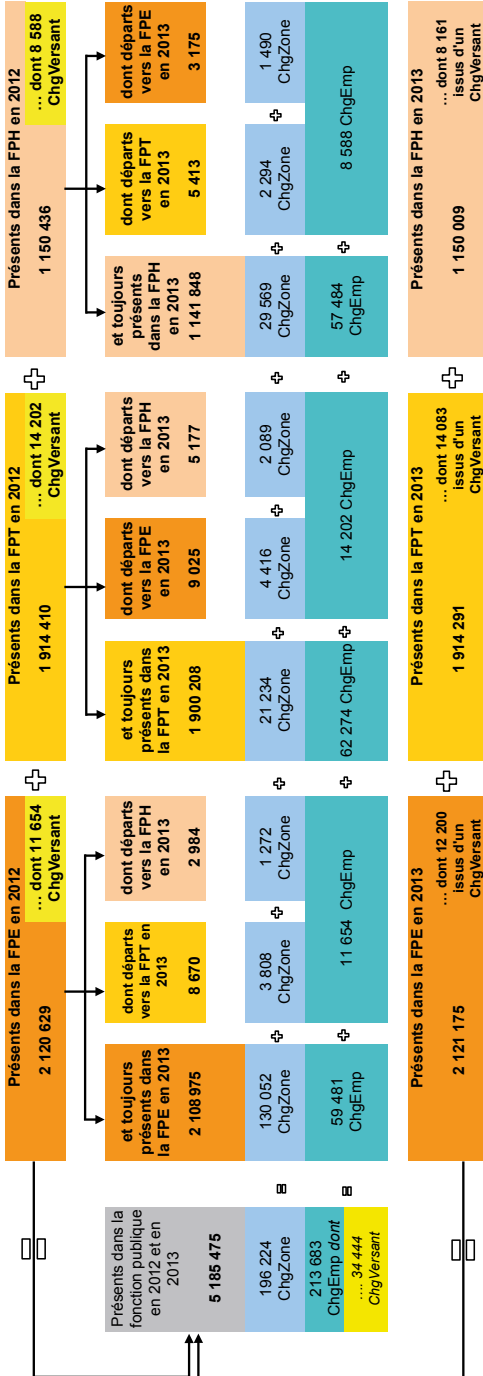 Présents dans la FPE en 2012
2 120 629
... dont 11 654
ChgVersant
Présents dans la FPT en 2012
1 914 410
... dont 14 202
ChgVersant
Présents dans la FPH en 2012
1 150 436
... dont 8 588
ChgVersant
Présents dans la
fonction publique
en 2012 et en
2013
5 185 475
et toujours
présents dans
la FPE en 2013
2 108 975
dont départs
vers la FPT en
2013
8 670
dont départs
vers la FPH
en 2013
2 984
et toujours
présents dans
la FPT en 2013
1 900 208
dont départs
vers la FPE
en 2013
9 025
dont départs
vers la FPH
en 2013
5 177
et toujours
présents
dans la FPH
en 2013
1 141 848
dont départs
vers la FPT
en 2013
5 413
dont départs
vers la FPE
en 2013
3 175
196 224
ChgZone
130 052
ChgZone
3 808
ChgZone
1 272
ChgZone
21 234
ChgZone
4 416
ChgZone
2 089
ChgZone
29 569
ChgZone
2 294
ChgZone
1 490
ChgZone
213 683
ChgEmp dont
.... 34 444
ChgVersant
59 481
ChgEmp
11 654 ChgEmp
62 274 ChgEmp
14 202 ChgEmp
57 484
ChgEmp
8 588 ChgEmp
Présents dans la FPE en 2013
2 121 175
... dont 12 200
issus d'un
ChgVersant
Présents dans la FPT en 2013
1 914 291
... dont 14 083
issus d'un
ChgVersant
Présents dans la FPH en 2013
1 150 009
... dont 8 161
issus d'un
ChgVersant